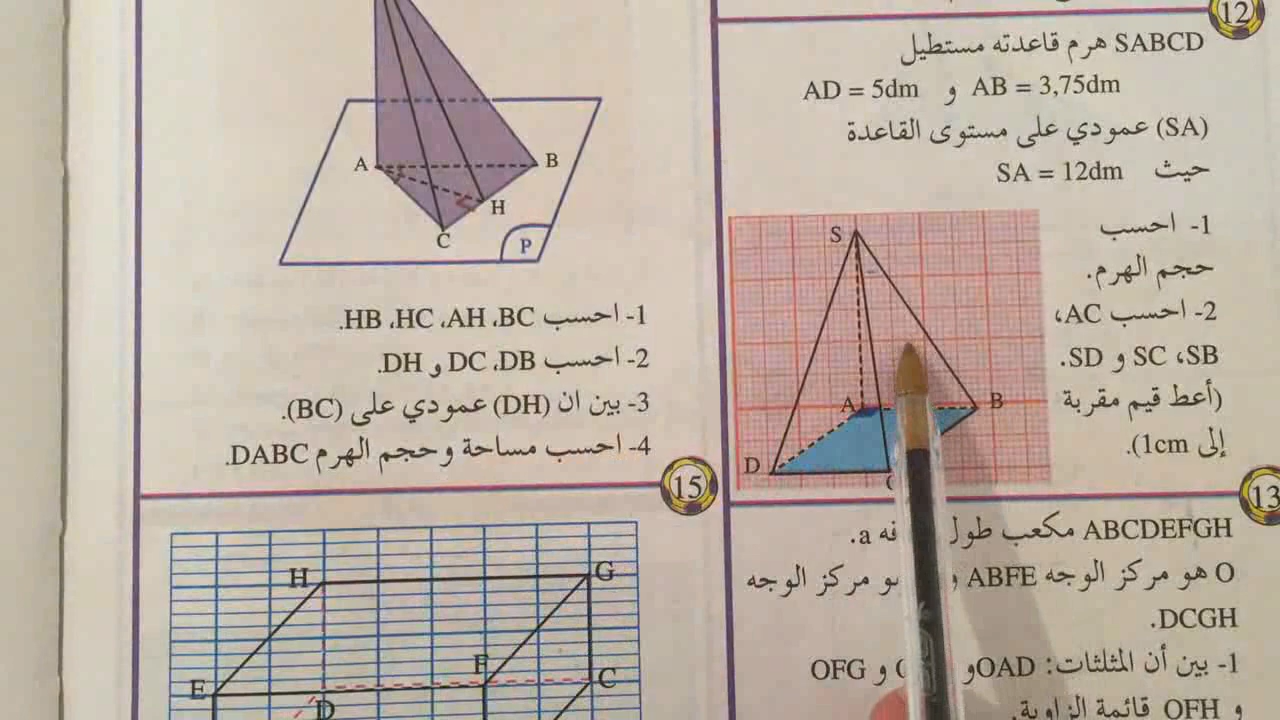 12
SABCD هرم قاعدته مستطيل
AB = 3,75dm و AD = 5dm
(SA) عمودي على مستوى القاعدة
حيث SA = 12dm
1- احسب
حجم الهرم.
2- احسب AC،
SB، SC و SD.
(أعط قيم مقربة
إلى 1cm).
S
A
B
D
13
ABCDEFGH مكعب طول a.
O هو مركز الوجه ABFE مركز الوجه
DCGH.
1- بين أن المثلثات: OAD و OFG
و OFH قائمة الزاوية.
A
B
H
C
P
1- احسب BC، AH، HC، HB.
2- احسب DB، DC و DH.
3- بين ان (DH) عمودي على (BC).
4- احسب مساحة و حجم الهرم DABC.
15
H
G
F
E
C
D